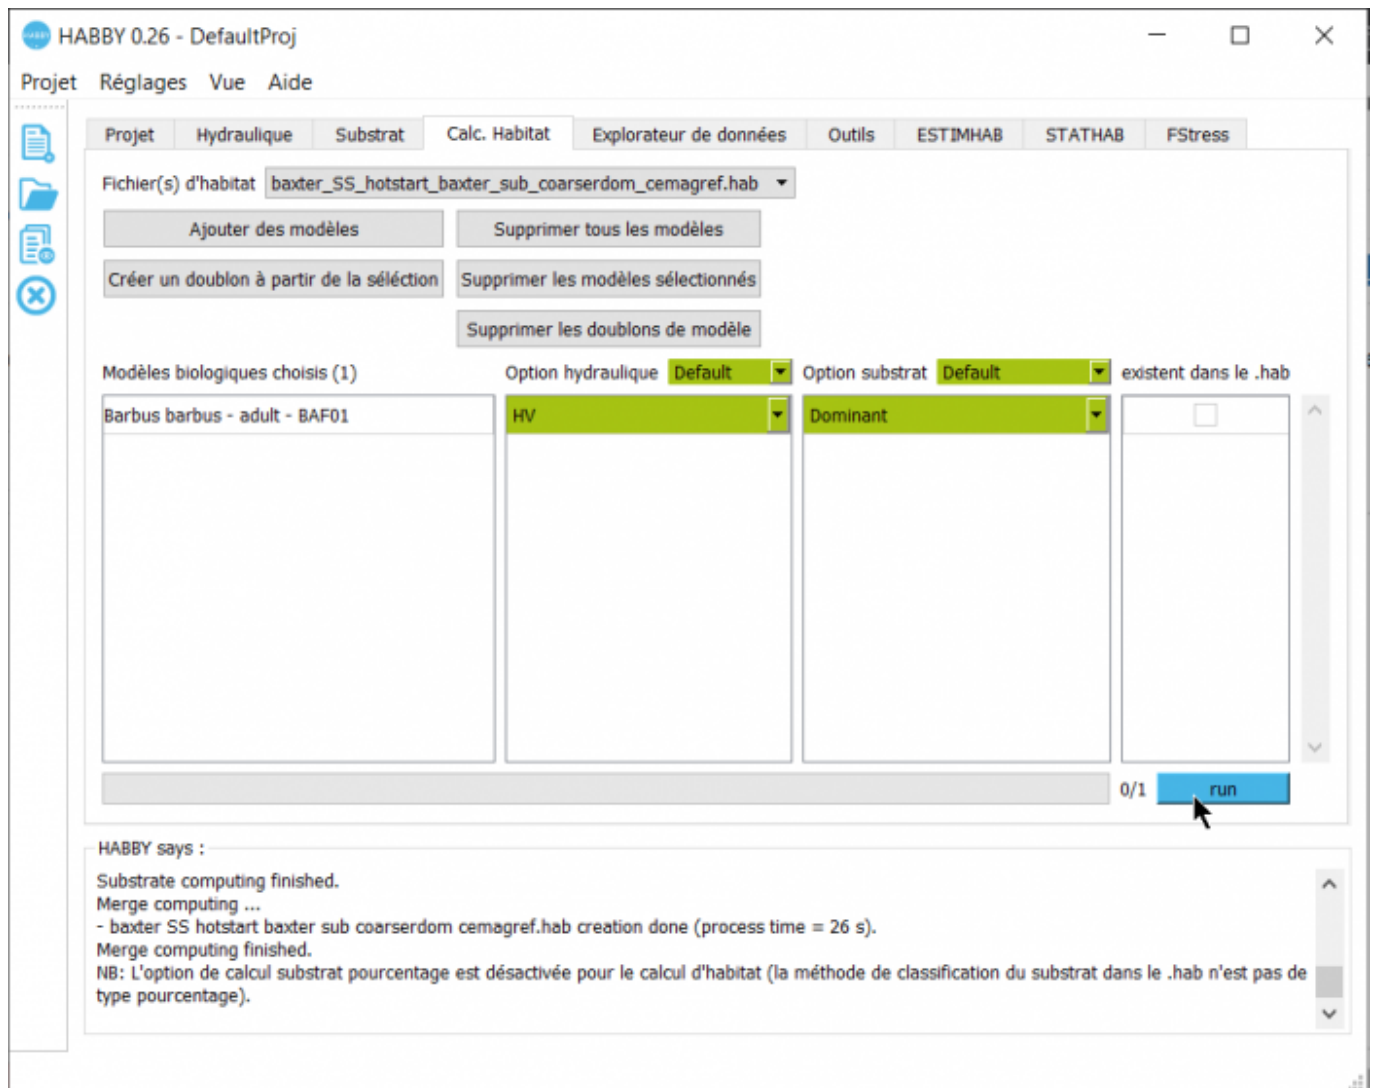 HABBY 0.26 - DefaultProj
Projet Réglages Vue Aide
Projet Hydraulique Substrat Calc. Habitat Explorateur de données Outils ESTIMHAB STATHAB FStress
Fichier(s) d'habitat baxter_SS_hotstart_baxter_sub_coarserdom_cemagref.hab
Ajouter des modèles Supprimer tous les modèles
Créer un doublon à partir de la séléction Supprimer les modèles sélectionnés
Supprimer les doublons de modèle
Modèles biologiques choisis (1) Option hydraulique Default Option substrat Default existent dans le .hab
Barbus barbus - adult - BAF01 HV Dominant
0/1 run
HABBY says :
Substrate computing finished.
Merge computing ...
- baxter SS hotstart baxter sub coarserdom cemagref.hab creation done (process time = 26 s).
Merge computing finished.
NB: L'option de calcul substrat pourcentage est désactivée pour le calcul d'habitat (la méthode de classification du substrat dans le .hab n'est pas de
type pourcentage).